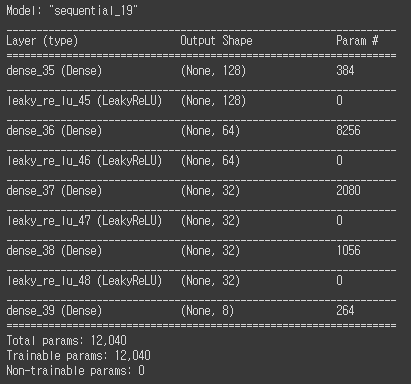 Model: "sequential_19"
_________________________________________________________________
Layer (type)                 Output Shape              Param #
=================================================================
dense_35 (Dense)             (None, 128)               384
_________________________________________________________________
leaky_re_lu_45 (LeakyReLU)   (None, 128)               0
_________________________________________________________________
dense_36 (Dense)             (None, 64)                8256
_________________________________________________________________
leaky_re_lu_46 (LeakyReLU)   (None, 64)                0
_________________________________________________________________
dense_37 (Dense)             (None, 32)                2080
_________________________________________________________________
leaky_re_lu_47 (LeakyReLU)   (None, 32)                0
_________________________________________________________________
dense_38 (Dense)             (None, 32)                1056
_________________________________________________________________
leaky_re_lu_48 (LeakyReLU)   (None, 32)                0
_________________________________________________________________
dense_39 (Dense)             (None, 8)                 264
=================================================================
Total params: 12,040
Trainable params: 12,040
Non-trainable params: 0